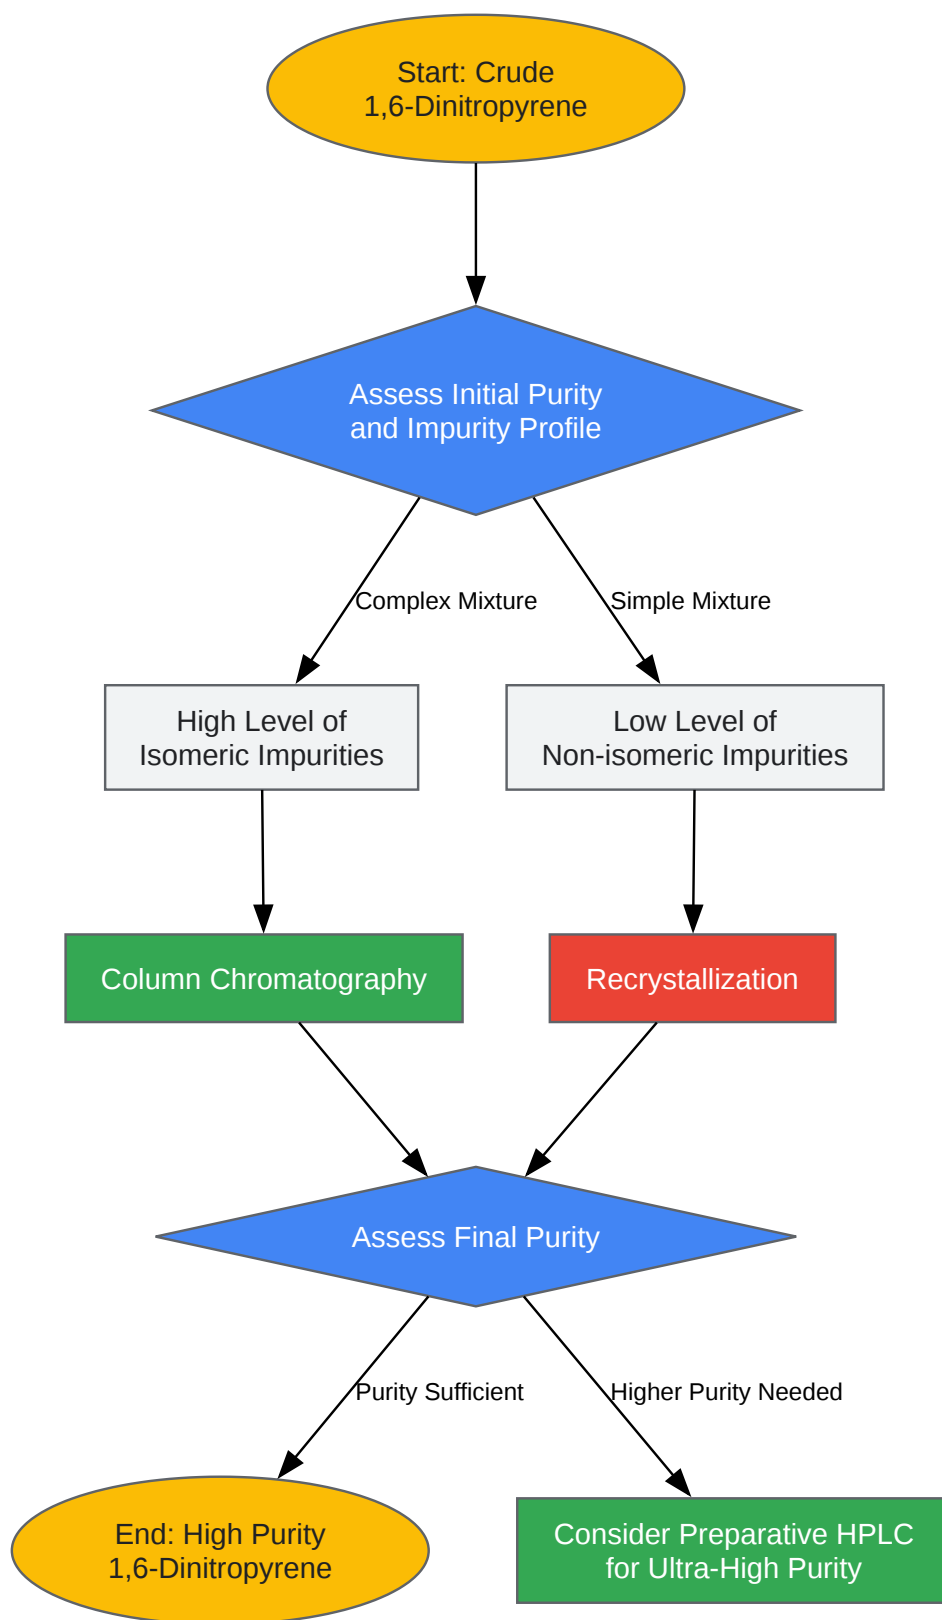 Start: Crude
1,6-Dinitropyrene
Assess Initial Purity
and Impurity Profile
Complex Mixture
Simple Mixture
High Level of
Isomeric Impurities
Low Level of
Non-isomeric Impurities
Column Chromatography
Recrystallization
Assess Final Purity
Purity Sufficient
Higher Purity Needed
End: High Purity
1,6-Dinitropyrene
Consider Preparative HPLC
for Ultra-High Purity